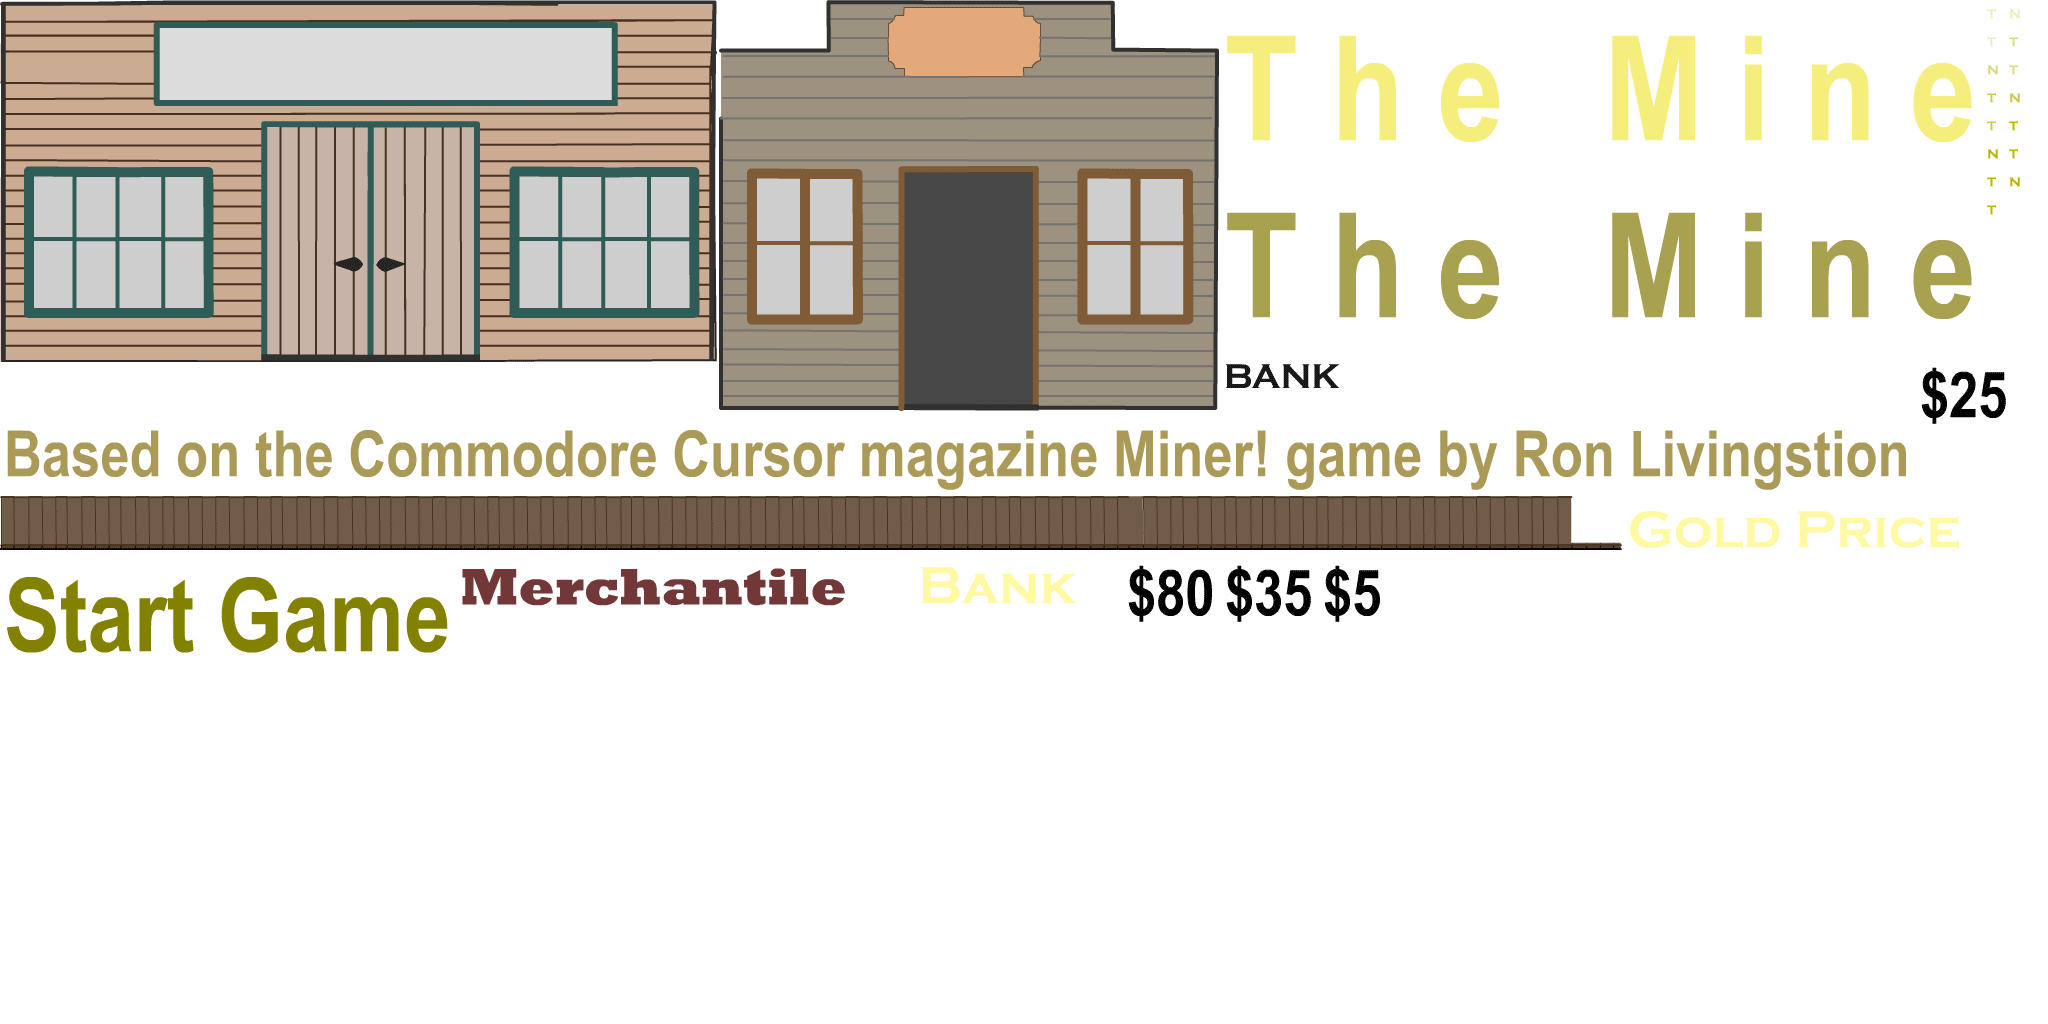 The Mine
The Mine
BANK
$25
Based on the Commodore Cursor magazine Miner! game by Ron Livingstion
GOLD PRICE
Start Game
Merchantile
BANK
$80 $35 $5
T N
T T
N T
T N
T T
N T
T N
T